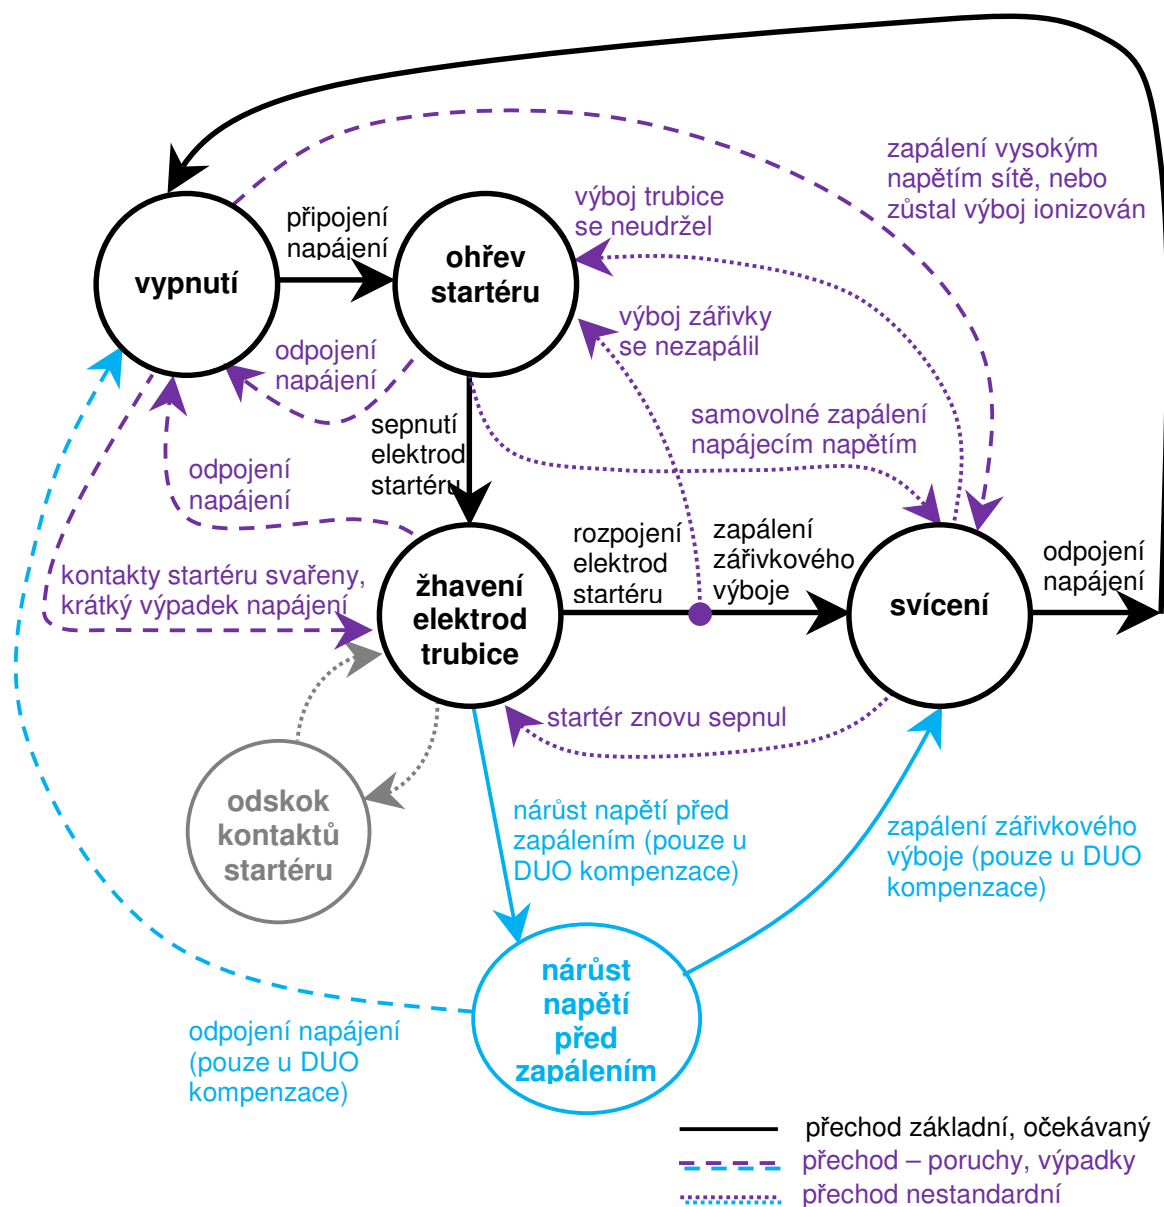 zapálení vysokým
napětím sítě, nebo
zůstal výboj ionizován
výboj trubice
se neudržel
připojení
napájení
vypnutí
ohřev
startéru
výboj zářivky
se nezapálil
odpojení
napájení
samovolné zapálení
napájecím napětím
sepnutí
elektrod
startéru
odpojení
napájení
rozpojení
elektrod
startéru
zapálení
zářivkového
výboje
odpojení
napájení
kontakty startéru svařeny,
krátký výpadek napájení
žhavení
elektrod
trubice
svícení
startér znovu sepnul
odskok
kontaktů
startéru
nárůst napětí před
zapálením (pouze u
DUO kompenzace)
zapálení zářivkového
výboje (pouze u DUO
kompenzace)
nárůst
napětí
před
zapálením
odpojení napájení
(pouze u DUO
kompenzace)
přechod základní, očekávaný
přechod – poruchy, výpadky
přechod nestandardní